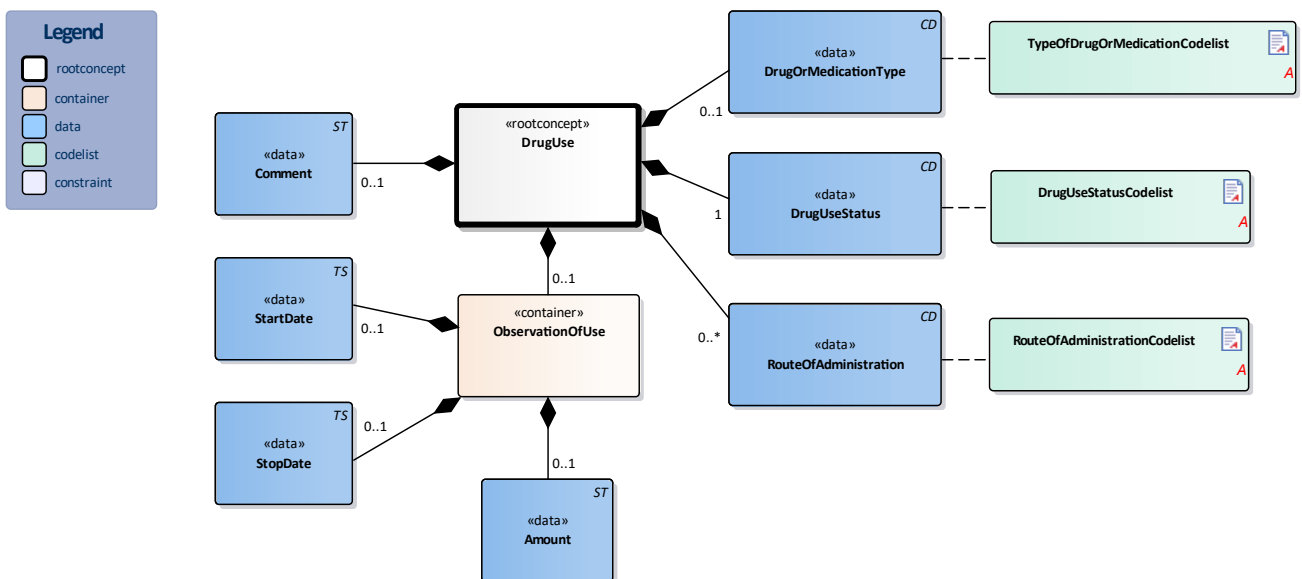 Legend
rootconcept
container
data
codelist
constraint
CD
«data»
DrugOrMedicationType
0..1
TypeOfDrugOrMedicationCodelist
A
ST
«data»
Comment
0..1
«rootconcept»
DrugUse
CD
«data»
DrugUseStatus
1
DrugUseStatusCodelist
A
TS
«data»
StartDate
0..1
0..1
«container»
ObservationOfUse
CD
«data»
RouteOfAdministration
0..*
RouteOfAdministrationCodelist
A
TS
«data»
StopDate
0..1
0..1
ST
«data»
Amount